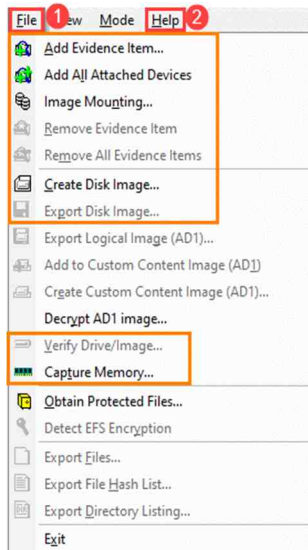 File 1 ew Mode Help 2
Add Evidence Item...
Add All Attached Devices
Image Mounting...
Remove Evidence Item
Remove All Evidence Items
Create Disk Image...
Export Disk Image...
Export Logical Image (AD1)...
Add to Custom Content Image (AD1)
Create Custom Content Image (AD1)...
Decrypt AD1 image...
Verify Drive/Image...
Capture Memory...
Obtain Protected Files...
Detect EFS Encryption
Export Files...
Export File Hash List...
Export Directory Listing...
Exit